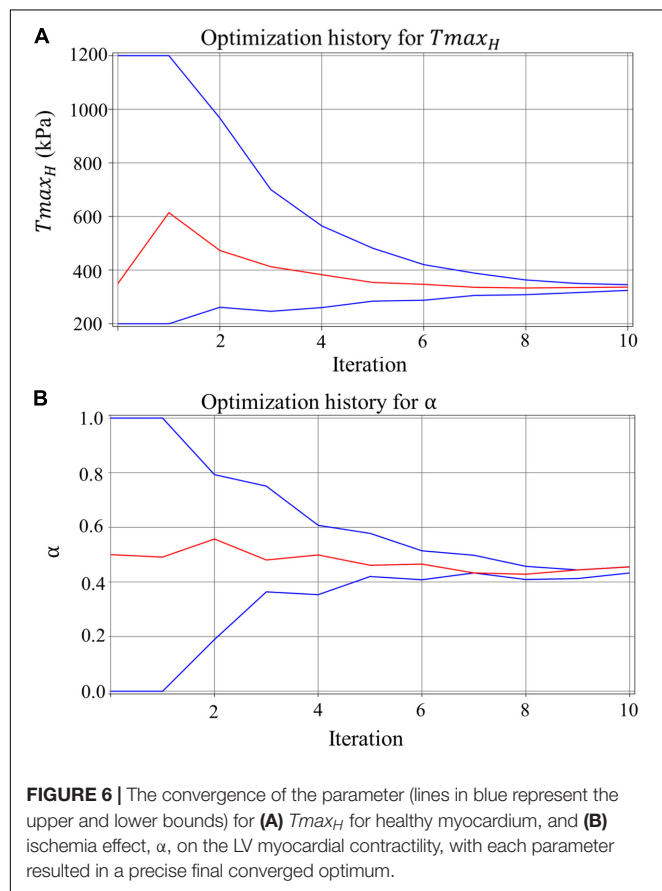 A
Optimization history for Tmax_H
1200
1000
800
600
400
200
Tmax_H (kPa)
2
4
6
8
10
Iteration
B
Optimization history for α
1.0
0.8
0.6
0.4
0.2
0.0
α
2
4
6
8
10
Iteration
FIGURE 6 | The convergence of the parameter (lines in blue represent the
upper and lower bounds) for (A) Tmax_H for healthy myocardium, and (B)
ischemia effect, α, on the LV myocardial contractility, with each parameter
resulted in a precise final converged optimum.